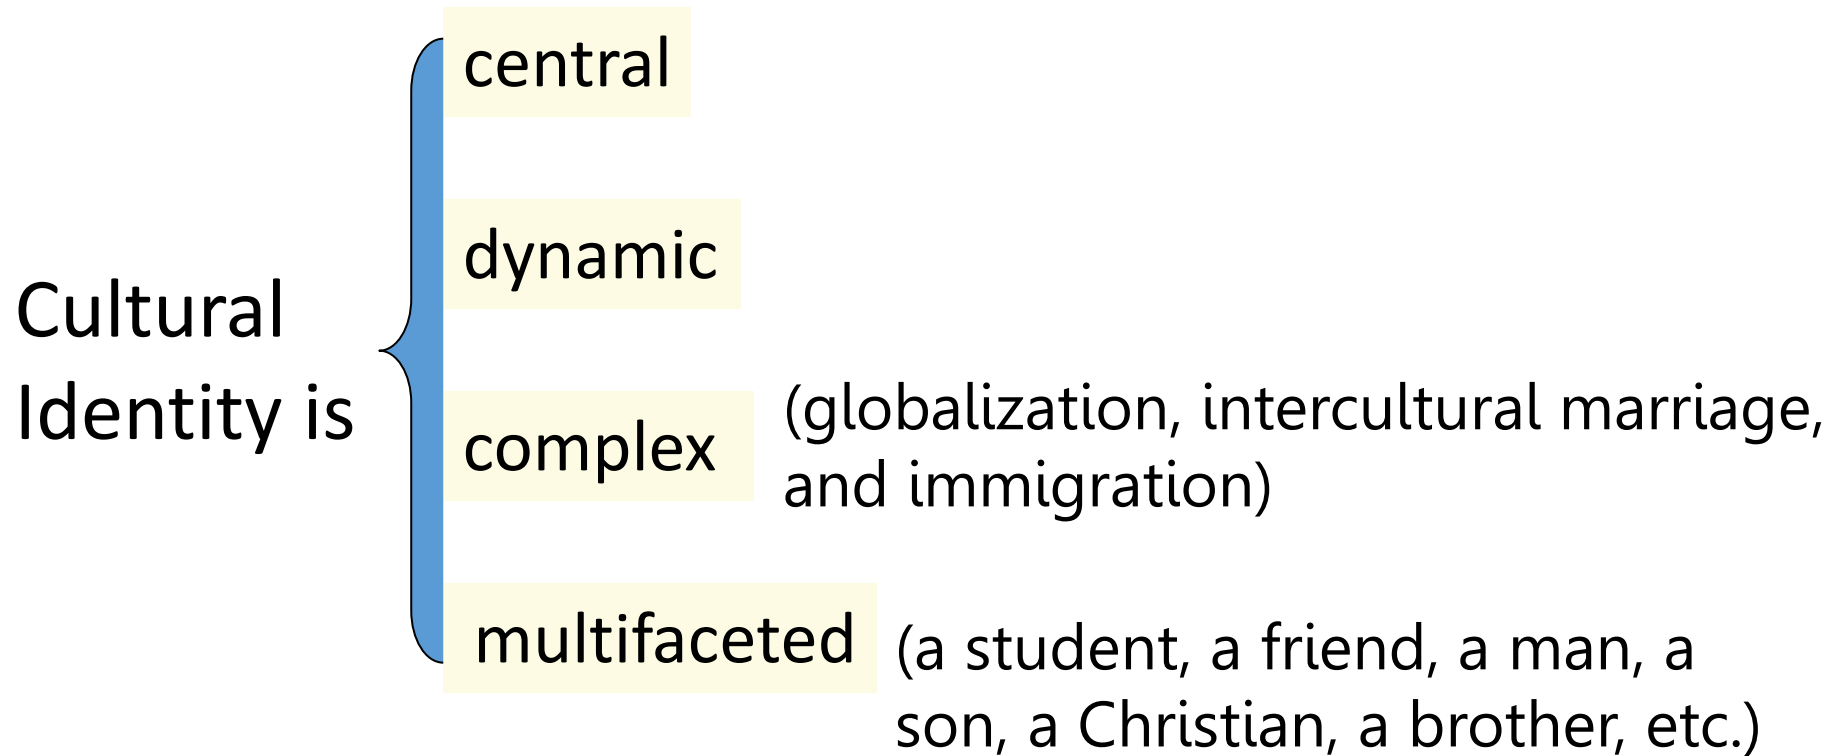 Cultural
Identity is
central
dynamic
complex
(globalization, intercultural marriage,
and immigration)
multifaceted
(a student, a friend, a man, a
son, a Christian, a brother, etc.)